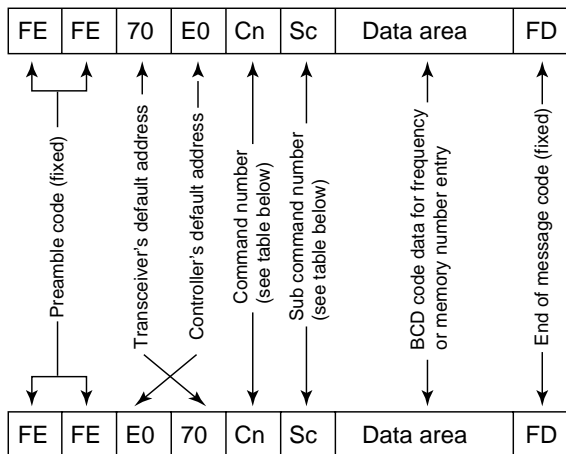 FE FE 70 E0 Cn Sc Data area FD
Preamble code (fixed)
Transceiver's default address
Controller's default address
Command number
(see table below)
Sub command number
(see table below)
BCD code data for frequency
or memory number entry
End of message code (fixed)
FE FE E0 70 Cn Sc Data area FD